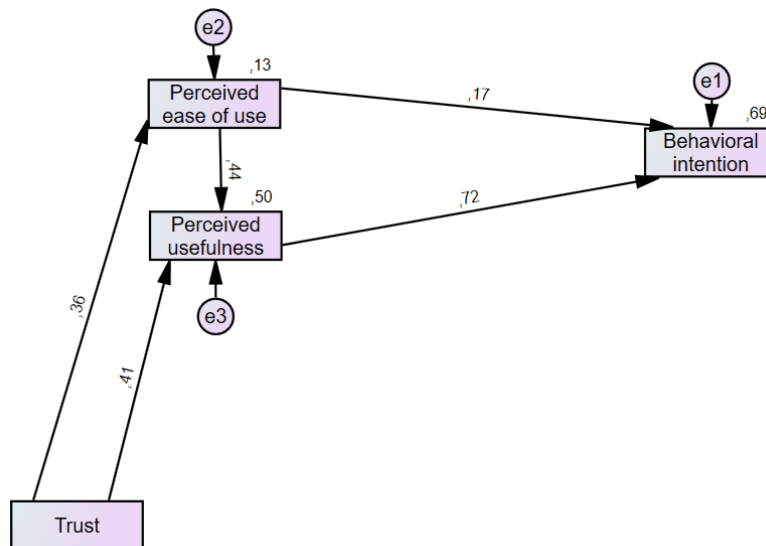 e2
,13
Perceived
ease of use
,17
e1
,69
Behavioral
intention
,44
,50
Perceived
usefulness
,72
e3
,36
,41
Trust